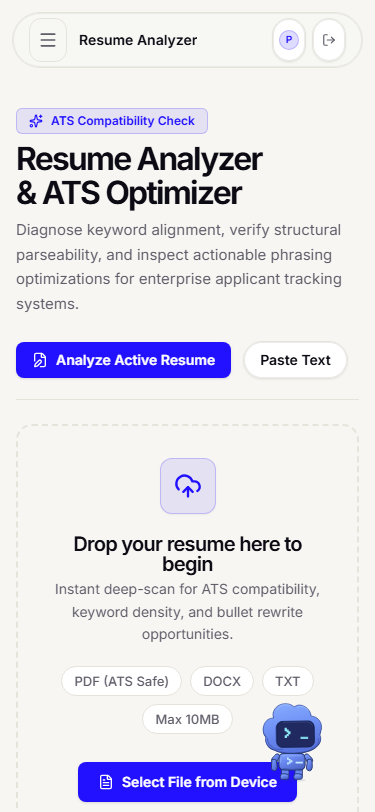 Resume Analyzer
P
ATS Compatibility Check
Resume Analyzer
& ATS Optimizer
Diagnose keyword alignment, verify structural
parseability, and inspect actionable phrasing
optimizations for enterprise applicant tracking
systems.
Analyze Active Resume
Paste Text
Drop your resume here to
begin
Instant deep-scan for ATS compatibility,
keyword density, and bullet rewrite
opportunities.
PDF (ATS Safe)
DOCX
TXT
Max 10MB
Select File from Device